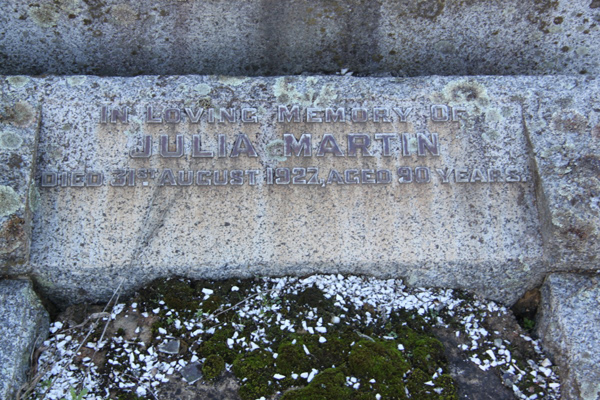 IN LOVING MEMORY OF
JULIA MARTIN
DIED 31ST AUGUST 1927, AGED 90 YEARS.